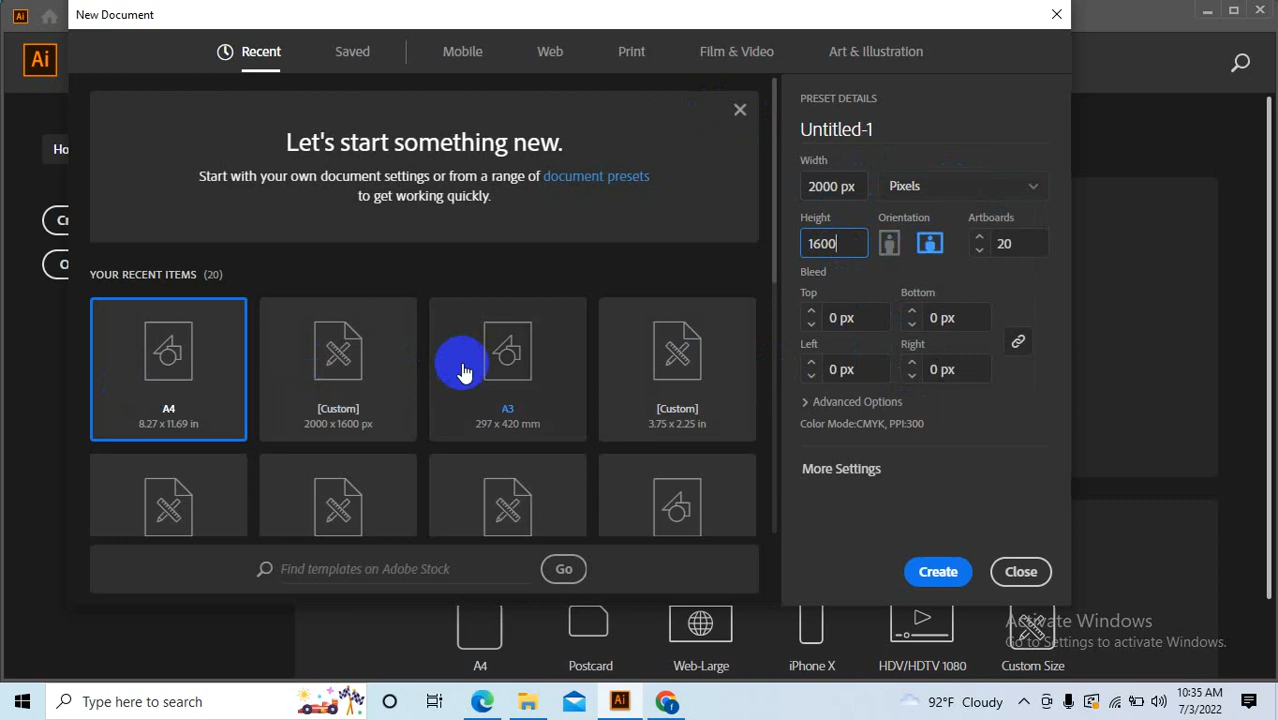 Ai
New Document
Ai
Recent
Saved
Mobile
Web
Print
Film & Video
Art & Illustration
Let's start something new.
Start with your own document settings or from a range of document presets
to get working quickly.
YOUR RECENT ITEMS (20)
A4
8.27 x 11.69 in
[Custom]
2000 x 1600 px
A3
297 x 420 mm
[Custom]
3.75 x 2.25 in
Find templates on Adobe Stock
Go
PRESET DETAILS
Untitled-1
Width
2000 px
Pixels
Height
Orientation
Artboards
1600
20
Bleed
Top
Bottom
0 px
0 px
Left
Right
0 px
0 px
Advanced Options
Color Mode:CMYK, PPI:300
More Settings
Create
Close
Activate Windows
Go to Settings to activate Windows.
A4
Postcard
Web-Large
iPhone X
HDV/HDTV 1080
Custom Size
Type here to search
Ai
92°F Cloudy
10:35 AM
7/3/2022